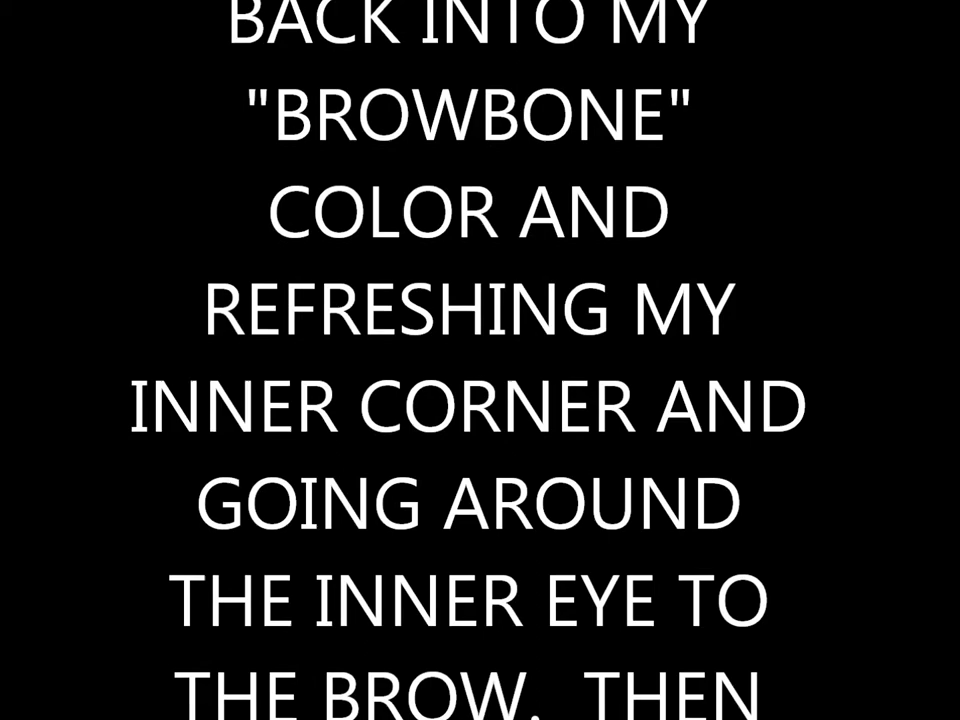 BACK INTO MY
"BROWBONE"
COLOR AND
REFRESHING MY
INNER CORNER AND
GOING AROUND
THE INNER EYE TO
THE BROW.  THEN